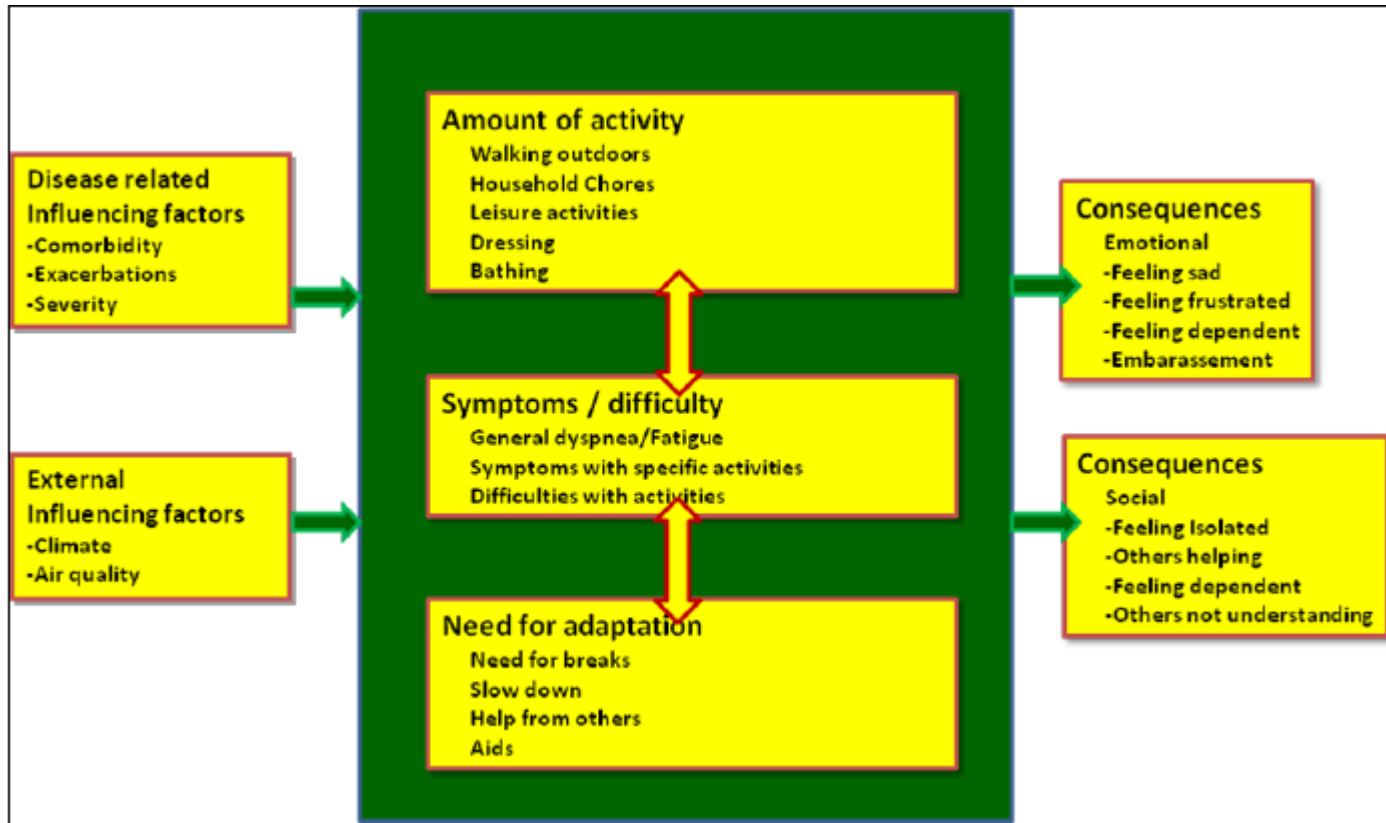 Disease related
Influencing factors
-Comorbidity
-Exacerbations
-Severity
External
Influencing factors
-Climate
-Air quality
Amount of activity
Walking outdoors
Household Chores
Leisure activities
Dressing
Bathing
Symptoms / difficulty
General dyspnea/Fatigue
Symptoms with specific activities
Difficulties with activities
Need for adaptation
Need for breaks
Slow down
Help from others
Aids
Consequences
Emotional
-Feeling sad
-Feeling frustrated
-Feeling dependent
-Embarassement
Consequences
Social
-Feeling Isolated
-Others helping
-Feeling dependent
-Others not understanding